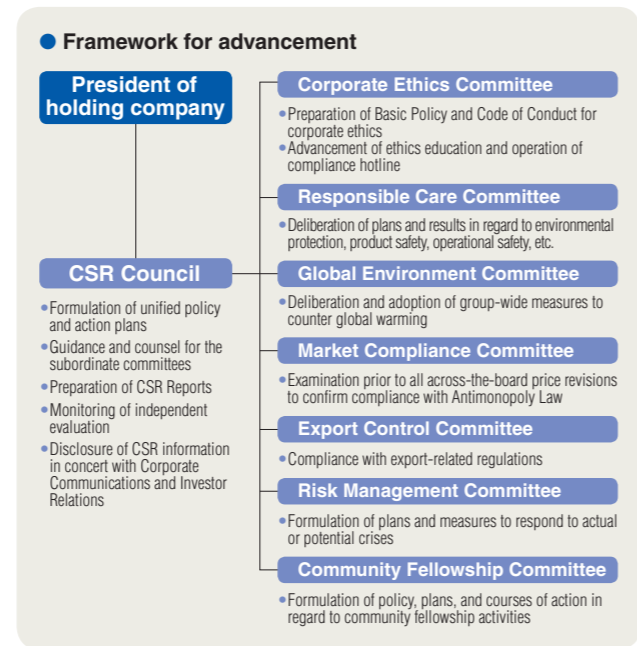 ● Framework for advancement
President of
holding company
CSR Council
•Formulation of unified policy
and action plans
•Guidance and counsel for the
subordinate committees
•Preparation of CSR Reports
•Monitoring of independent
evaluation
•Disclosure of CSR information
in concert with Corporate
Communications and Investor
Relations
Corporate Ethics Committee
•Preparation of Basic Policy and Code of Conduct for
corporate ethics
•Advancement of ethics education and operation of
compliance hotline
Responsible Care Committee
•Deliberation of plans and results in regard to environmental
protection, product safety, operational safety, etc.
Global Environment Committee
•Deliberation and adoption of group-wide measures to
counter global warming
Market Compliance Committee
•Examination prior to all across-the-board price revisions
to confirm compliance with Antimonopoly Law
Export Control Committee
•Compliance with export-related regulations
Risk Management Committee
•Formulation of plans and measures to respond to actual
or potential crises
Community Fellowship Committee
•Formulation of policy, plans, and courses of action in
regard to community fellowship activities